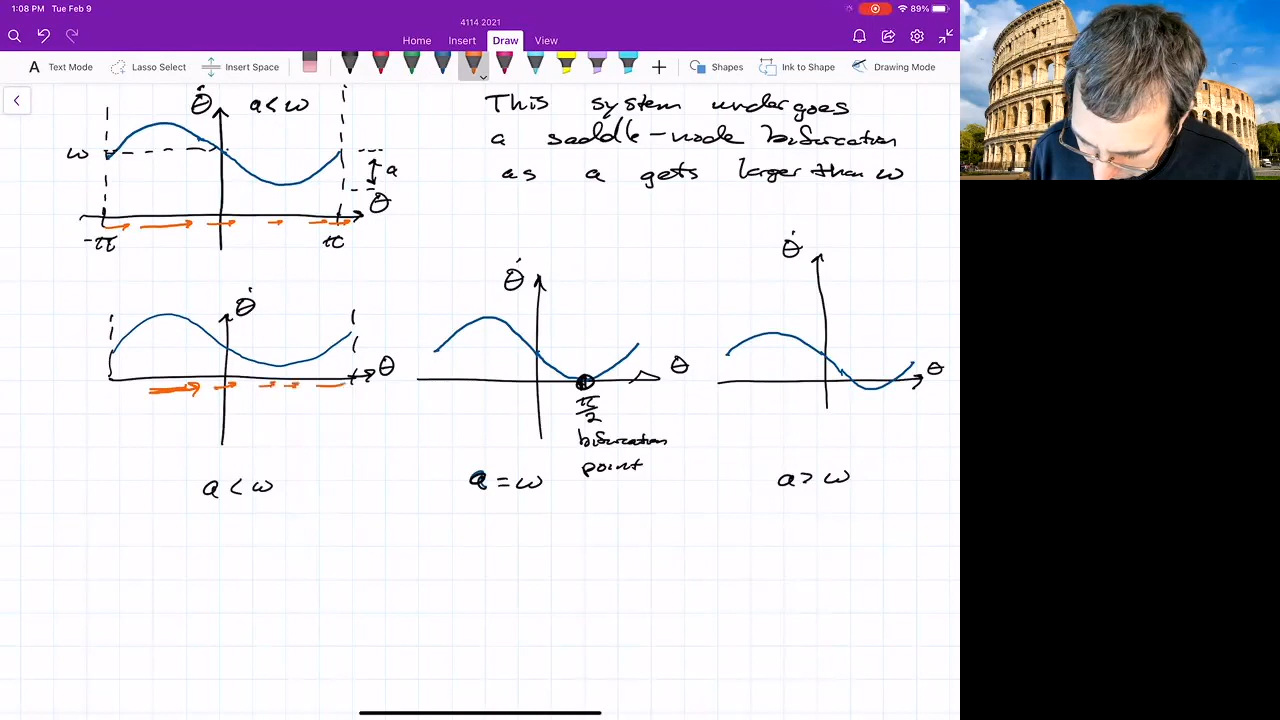 1:08 PM Tue Feb 9
89%
4114 2021
Home Insert Draw View
A Text Mode Lasso Select Insert Space Shapes Ink to Shape Drawing Mode
θ̇ a < ω
ω
a
θ
-π π
This system undergoes
a saddle-node bifurcation
as a gets larger than ω
θ̇
θ
a < ω
θ̇
θ
π/2
bifurcation
point
a = ω
θ̇
θ
a > ω